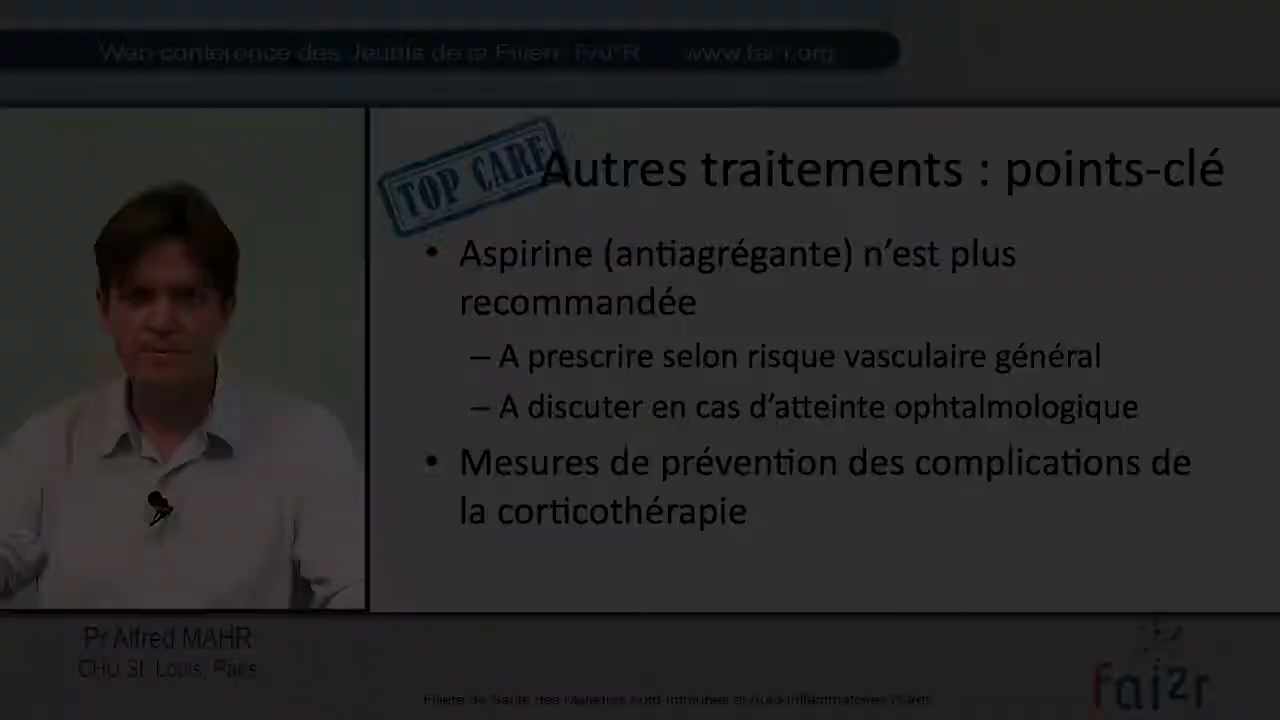 Web-conférence des Jeudis de la Filière FAI²R www.fai2r.org
TOP CARE
Autres traitements : points-clé
• Aspirine (antiagrégante) n’est plus
recommandée
– A prescrire selon risque vasculaire général
– A discuter en cas d’atteinte ophtalmologique
• Mesures de prévention des complications de
la corticothérapie
Pr Alfred MAHR
CHU St. Louis, Paris
Filière de Santé des Maladies Auto-Immunes et Auto-Inflammatoires Rares
fai2r